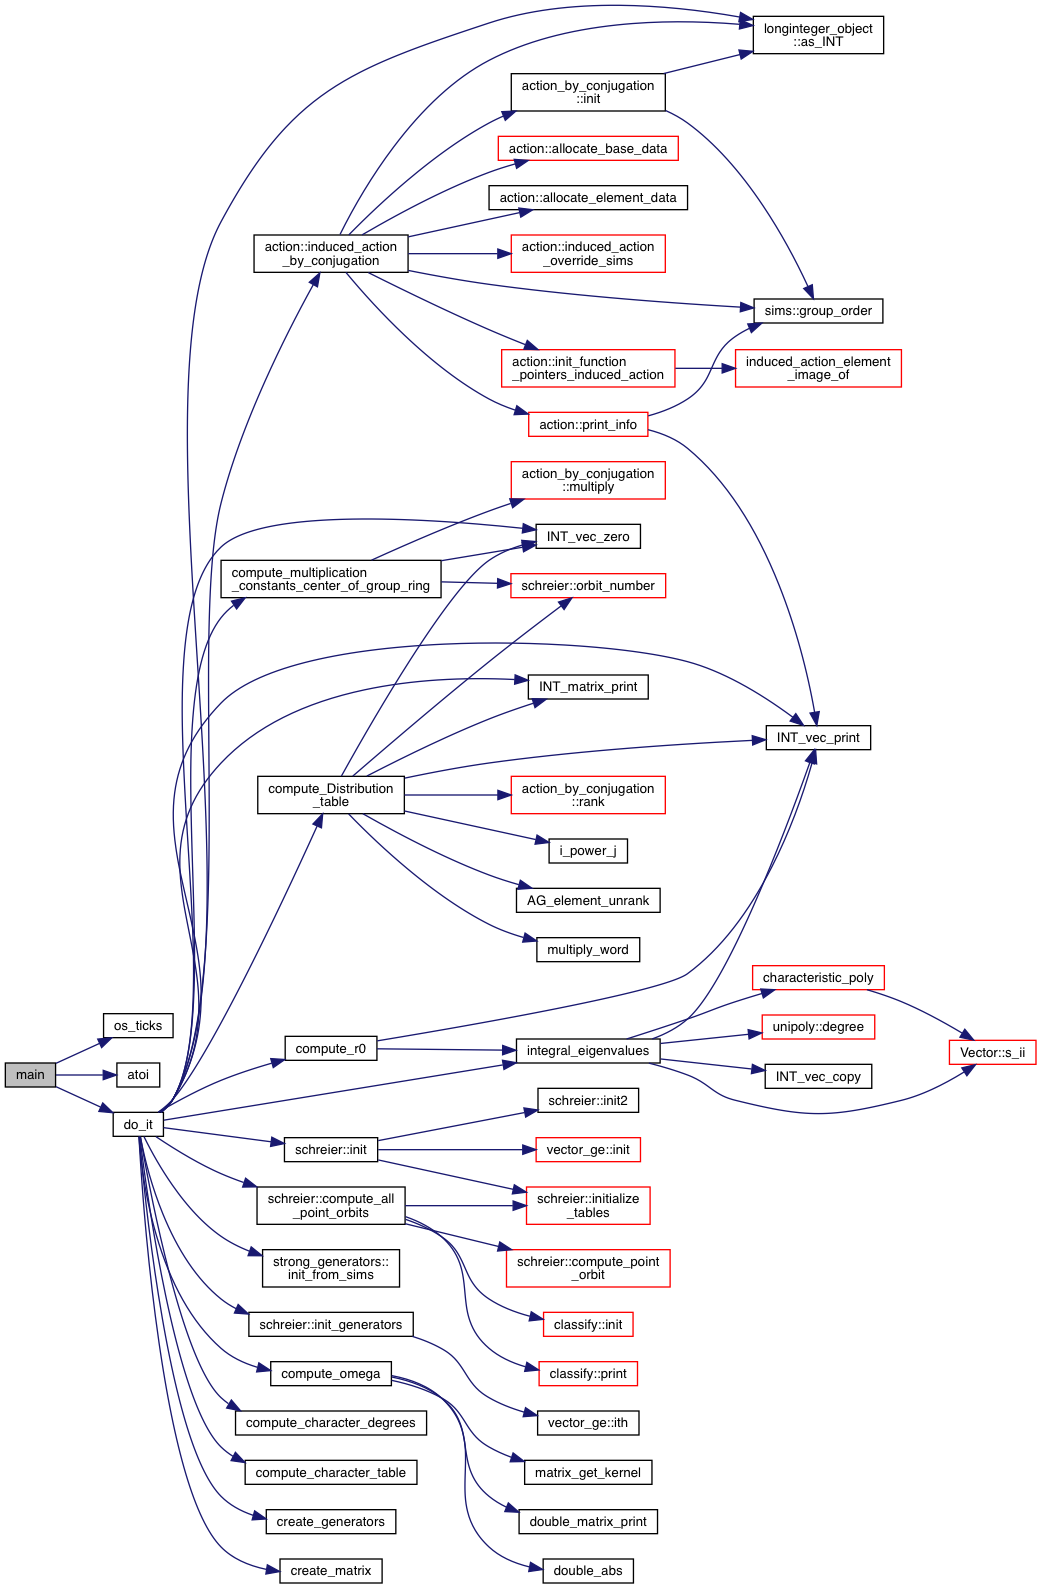 longinteger_object
::as_INT
action_by_conjugation
::init
action::allocate_base_data
action::allocate_element_data
action::induced_action
_by_conjugation
action::induced_action
_override_sims
sims::group_order
action::init_function
_pointers_induced_action
induced_action_element
_image_of
action::print_info
action_by_conjugation
::multiply
INT_vec_zero
compute_multiplication
_constants_center_of_group_ring
schreier::orbit_number
INT_matrix_print
INT_vec_print
compute_Distribution
_table
action_by_conjugation
::rank
i_power_j
AG_element_unrank
multiply_word
characteristic_poly
os_ticks
unipoly::degree
compute_r0
integral_eigenvalues
Vector::s_ii
main
atoi
INT_vec_copy
schreier::init2
do_it
schreier::init
vector_ge::init
schreier::compute_all
_point_orbits
schreier::initialize
_tables
strong_generators::
init_from_sims
schreier::compute_point
_orbit
schreier::init_generators
classify::init
compute_omega
classify::print
compute_character_degrees
vector_ge::ith
compute_character_table
matrix_get_kernel
create_generators
double_matrix_print
create_matrix
double_abs